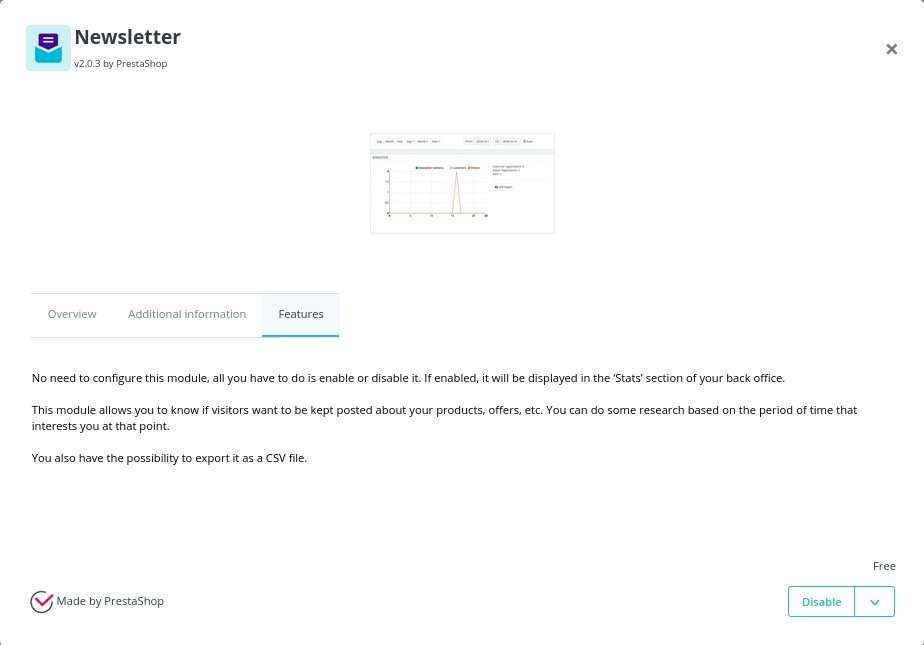 Newsletter
v2.0.3 by PrestaShop
Overview
Additional information
Features
No need to configure this module, all you have to do is enable or disable it. If enabled, it will be displayed in the ‘Stats’ section of your back office.
This module allows you to know if visitors want to be kept posted about your products, offers, etc. You can do some research based on the period of time that
interests you at that point.
You also have the possibility to export it as a CSV file.
Free
Made by PrestaShop
Disable